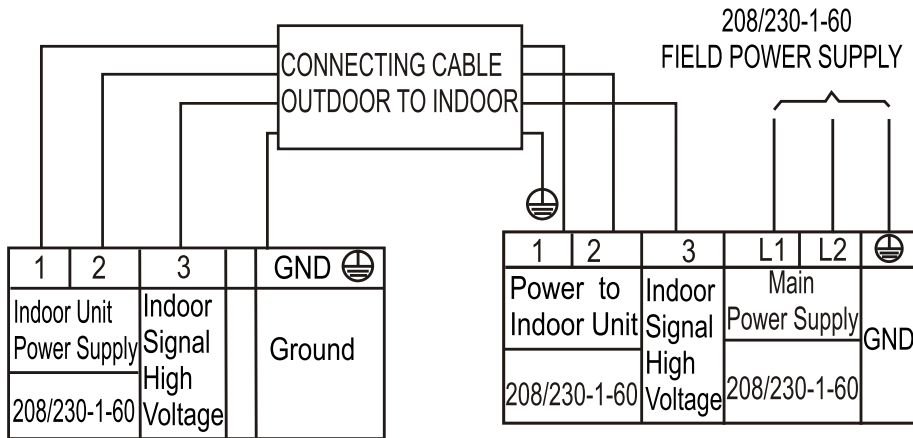 208/230-1-60
FIELD POWER SUPPLY
CONNECTING CABLE
OUTDOOR TO INDOOR
1 2 3 GND
Indoor Unit
Power Supply
208/230-1-60
Indoor
Signal
High
Voltage
Ground
1 2 3 L1 L2
Power to
Indoor Unit
208/230-1-60
Indoor
Signal
High
Voltage
Main
Power Supply
208/230-1-60
GND